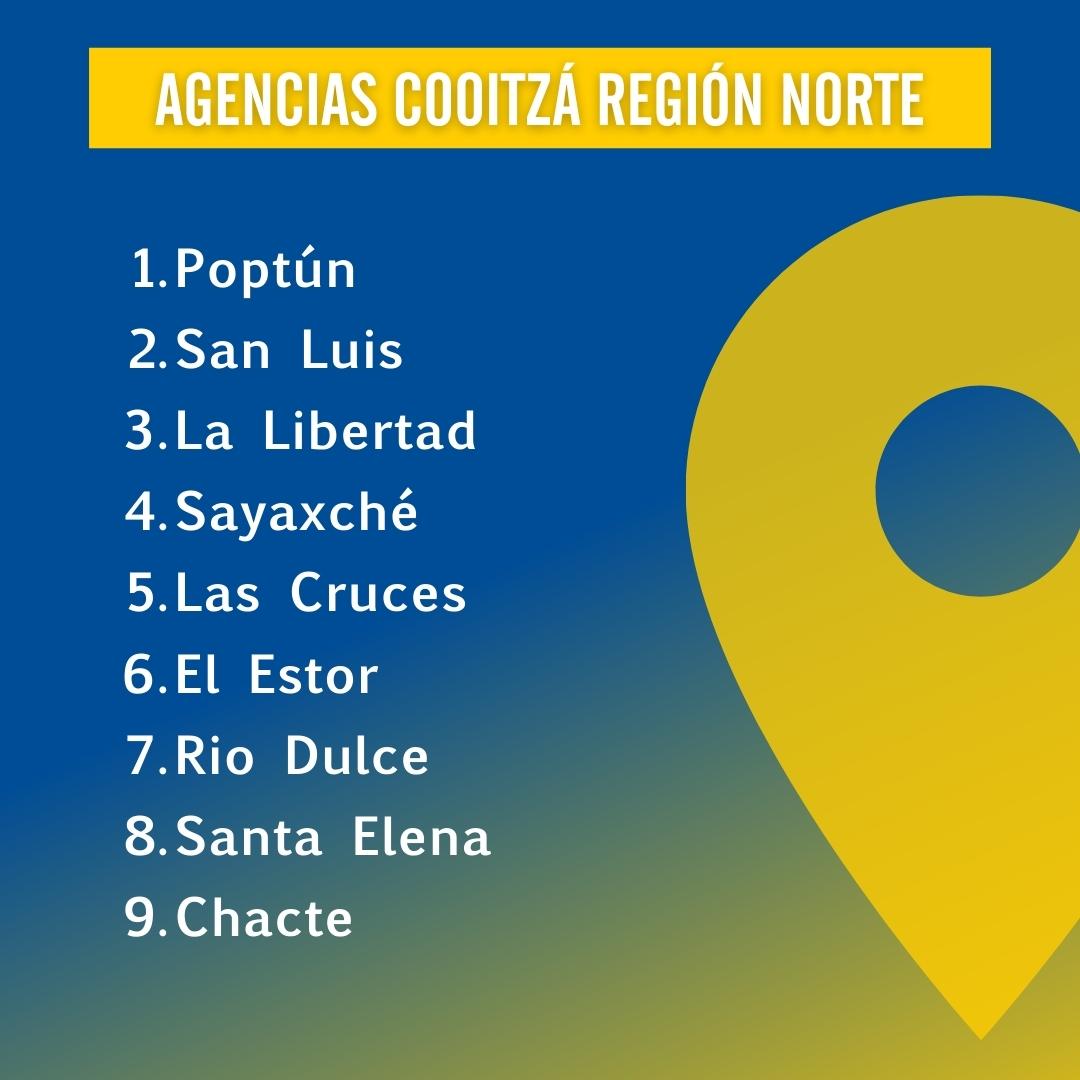 AGENCIAS COOITZÁ REGIÓN NORTE
1. Poptún
2. San Luis
3. La Libertad
4. Sayaxché
5. Las Cruces
6. El Estor
7. Rio Dulce
8. Santa Elena
9. Chacte